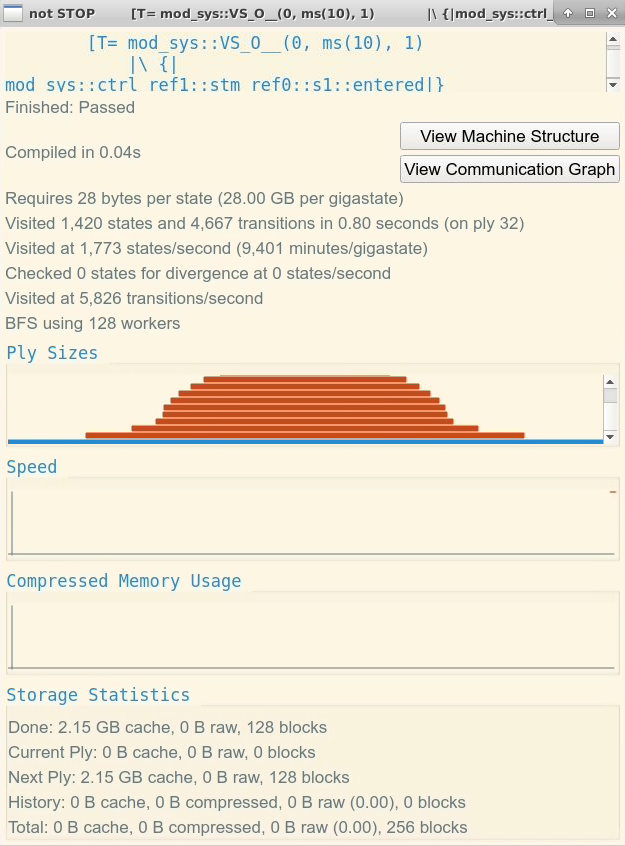 not STOP [T= mod_sys::VS_O__(0, ms(10), 1) |\ {|mod_sys::ctrl_
[T= mod_sys::VS_O__(0, ms(10), 1)
|\ {|
mod_sys::ctrl_ref1::stm_ref0::s1::entered|}
Finished: Passed
View Machine Structure
Compiled in 0.04s
View Communication Graph
Requires 28 bytes per state (28.00 GB per gigastate)
Visited 1,420 states and 4,667 transitions in 0.80 seconds (on ply 32)
Visited at 1,773 states/second (9,401 minutes/gigastate)
Checked 0 states for divergence at 0 states/second
Visited at 5,826 transitions/second
BFS using 128 workers
Ply Sizes
Speed
Compressed Memory Usage
Storage Statistics
Done: 2.15 GB cache, 0 B raw, 128 blocks
Current Ply: 0 B cache, 0 B raw, 0 blocks
Next Ply: 2.15 GB cache, 0 B raw, 128 blocks
History: 0 B cache, 0 B compressed, 0 B raw (0.00), 0 blocks
Total: 0 B cache, 0 B compressed, 0 B raw (0.00), 256 blocks